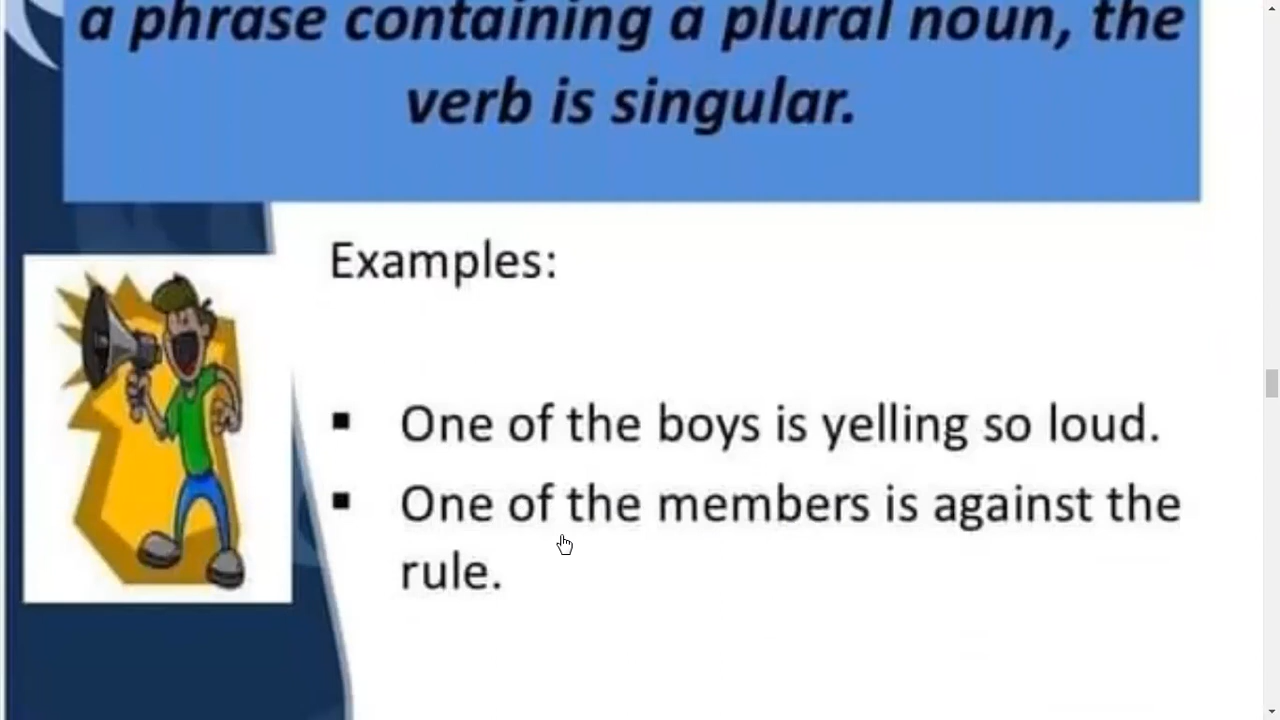 a phrase containing a plural noun, the
verb is singular.
Examples:
▪ One of the boys is yelling so loud.
▪ One of the members is against the
rule.